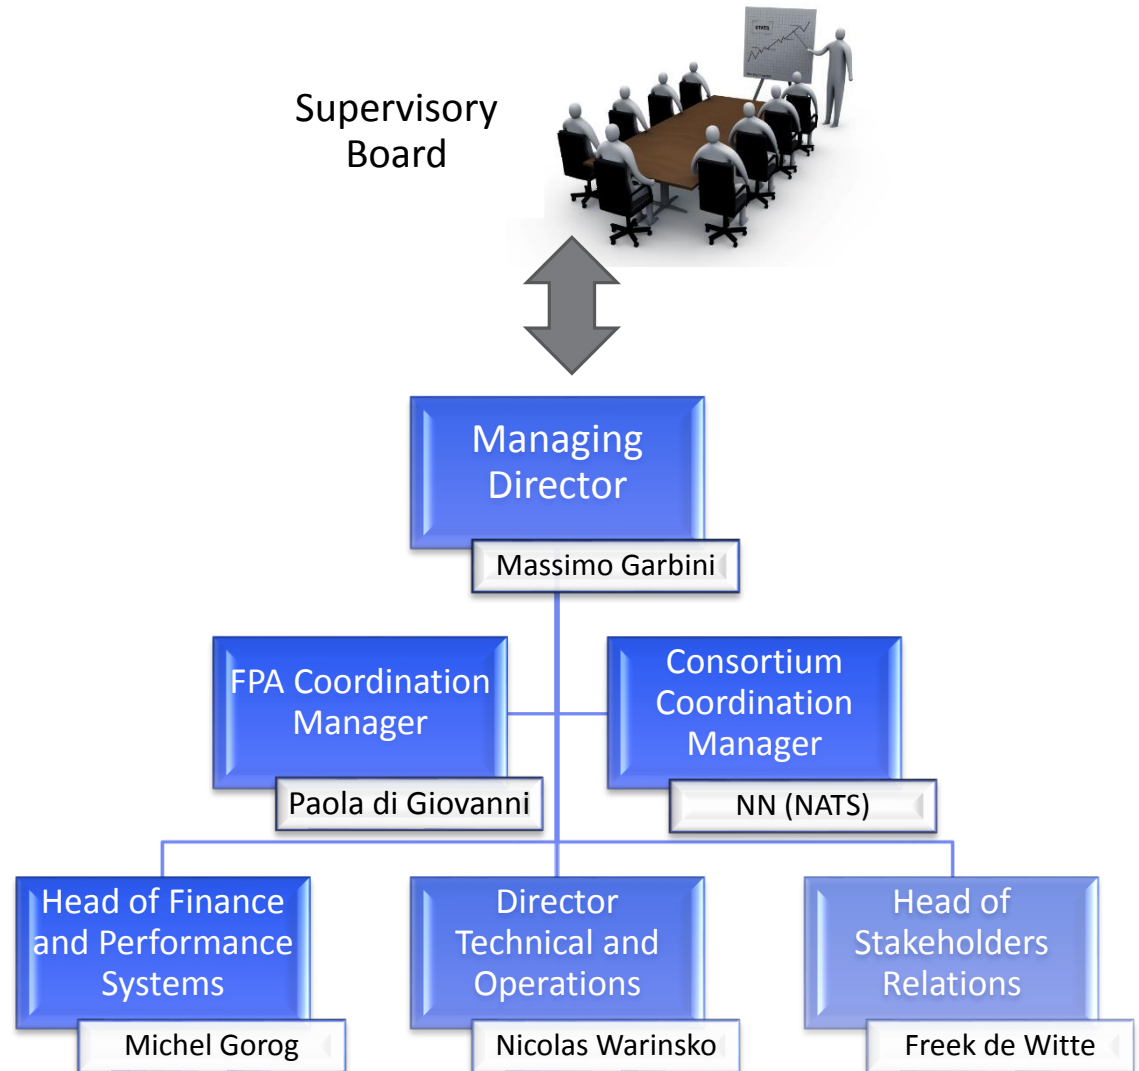 STATS
Supervisory
Board
Managing
Director
Massimo Garbini
FPA Coordination
Manager
Paola di Giovanni
Consortium
Coordination
Manager
NN (NATS)
Head of Finance
and Performance
Systems
Michel Gorog
Director
Technical and
Operations
Nicolas Warinsko
Head of
Stakeholders
Relations
Freek de Witte